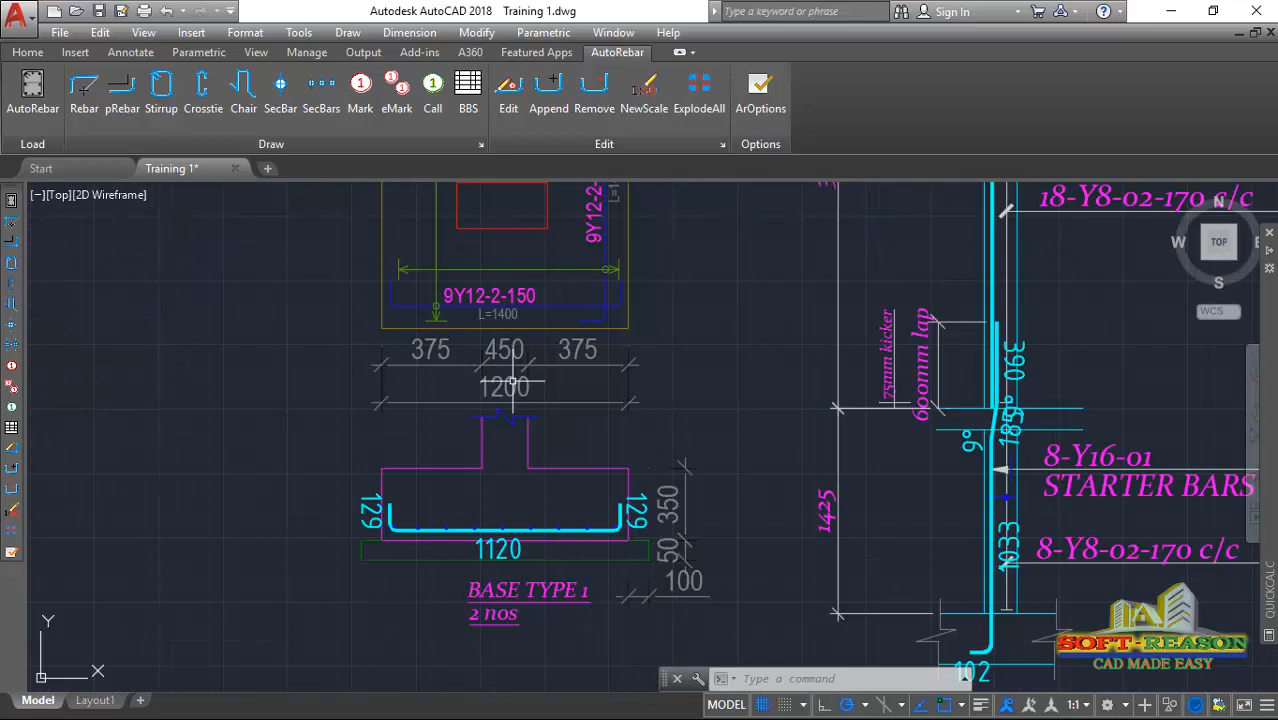 Autodesk AutoCAD 2018 Training 1.dwg
Type a keyword or phrase
Sign In
File Edit View Insert Format Tools Draw Dimension Modify Parametric Window Help
Home Insert Annotate Parametric View Manage Output Add-ins A360 Featured Apps AutoRebar
AutoRebar Rebar pRebar Stirrup Crosstie Chair SecBar SecBars Mark eMark Call BBS Edit Append Remove NewScale ExplodeAll ArOptions
Load Draw Edit Options
Start Training 1*
[−][Top][2D Wireframe]
18-Y8-02-170 c/c
N
W TOP
S
WCS
9Y12-2-
9Y12-2-150
L=1400
375 450 375
1200
75mm kicker
600mm lap
390
185°
9°
8-Y16-01
STARTER BARS
1425
1033
8-Y8-02-170 c/c
102
129 129
1120
350
50
100
BASE TYPE 1
2 nos
QUICKCALC
SOFT-REASON
CAD MADE EASY
Y
X
Type a command
Model Layout1
MODEL 1:1